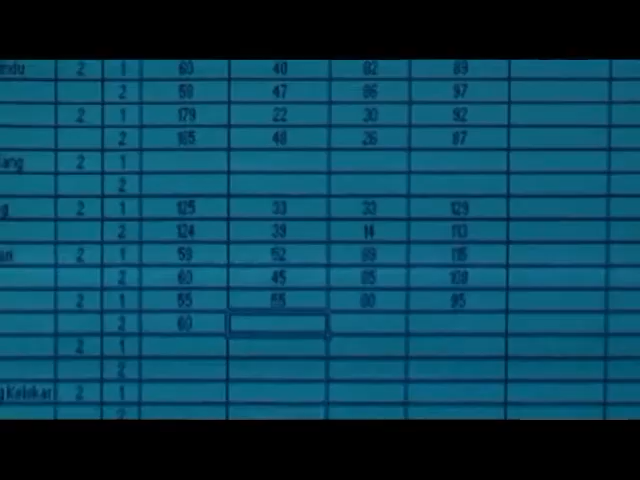 2 1 60 40 82 89
2 59 47 86 97
2 1 179 22 30 92
2 165 48 26 87
2 1
2
2 1 125 33 33 129
2 124 39 14 113
2 1 59 52 89 115
2 60 45 85 108
2 1 55 55 80 95
2 60
2 1
2
2 1
2